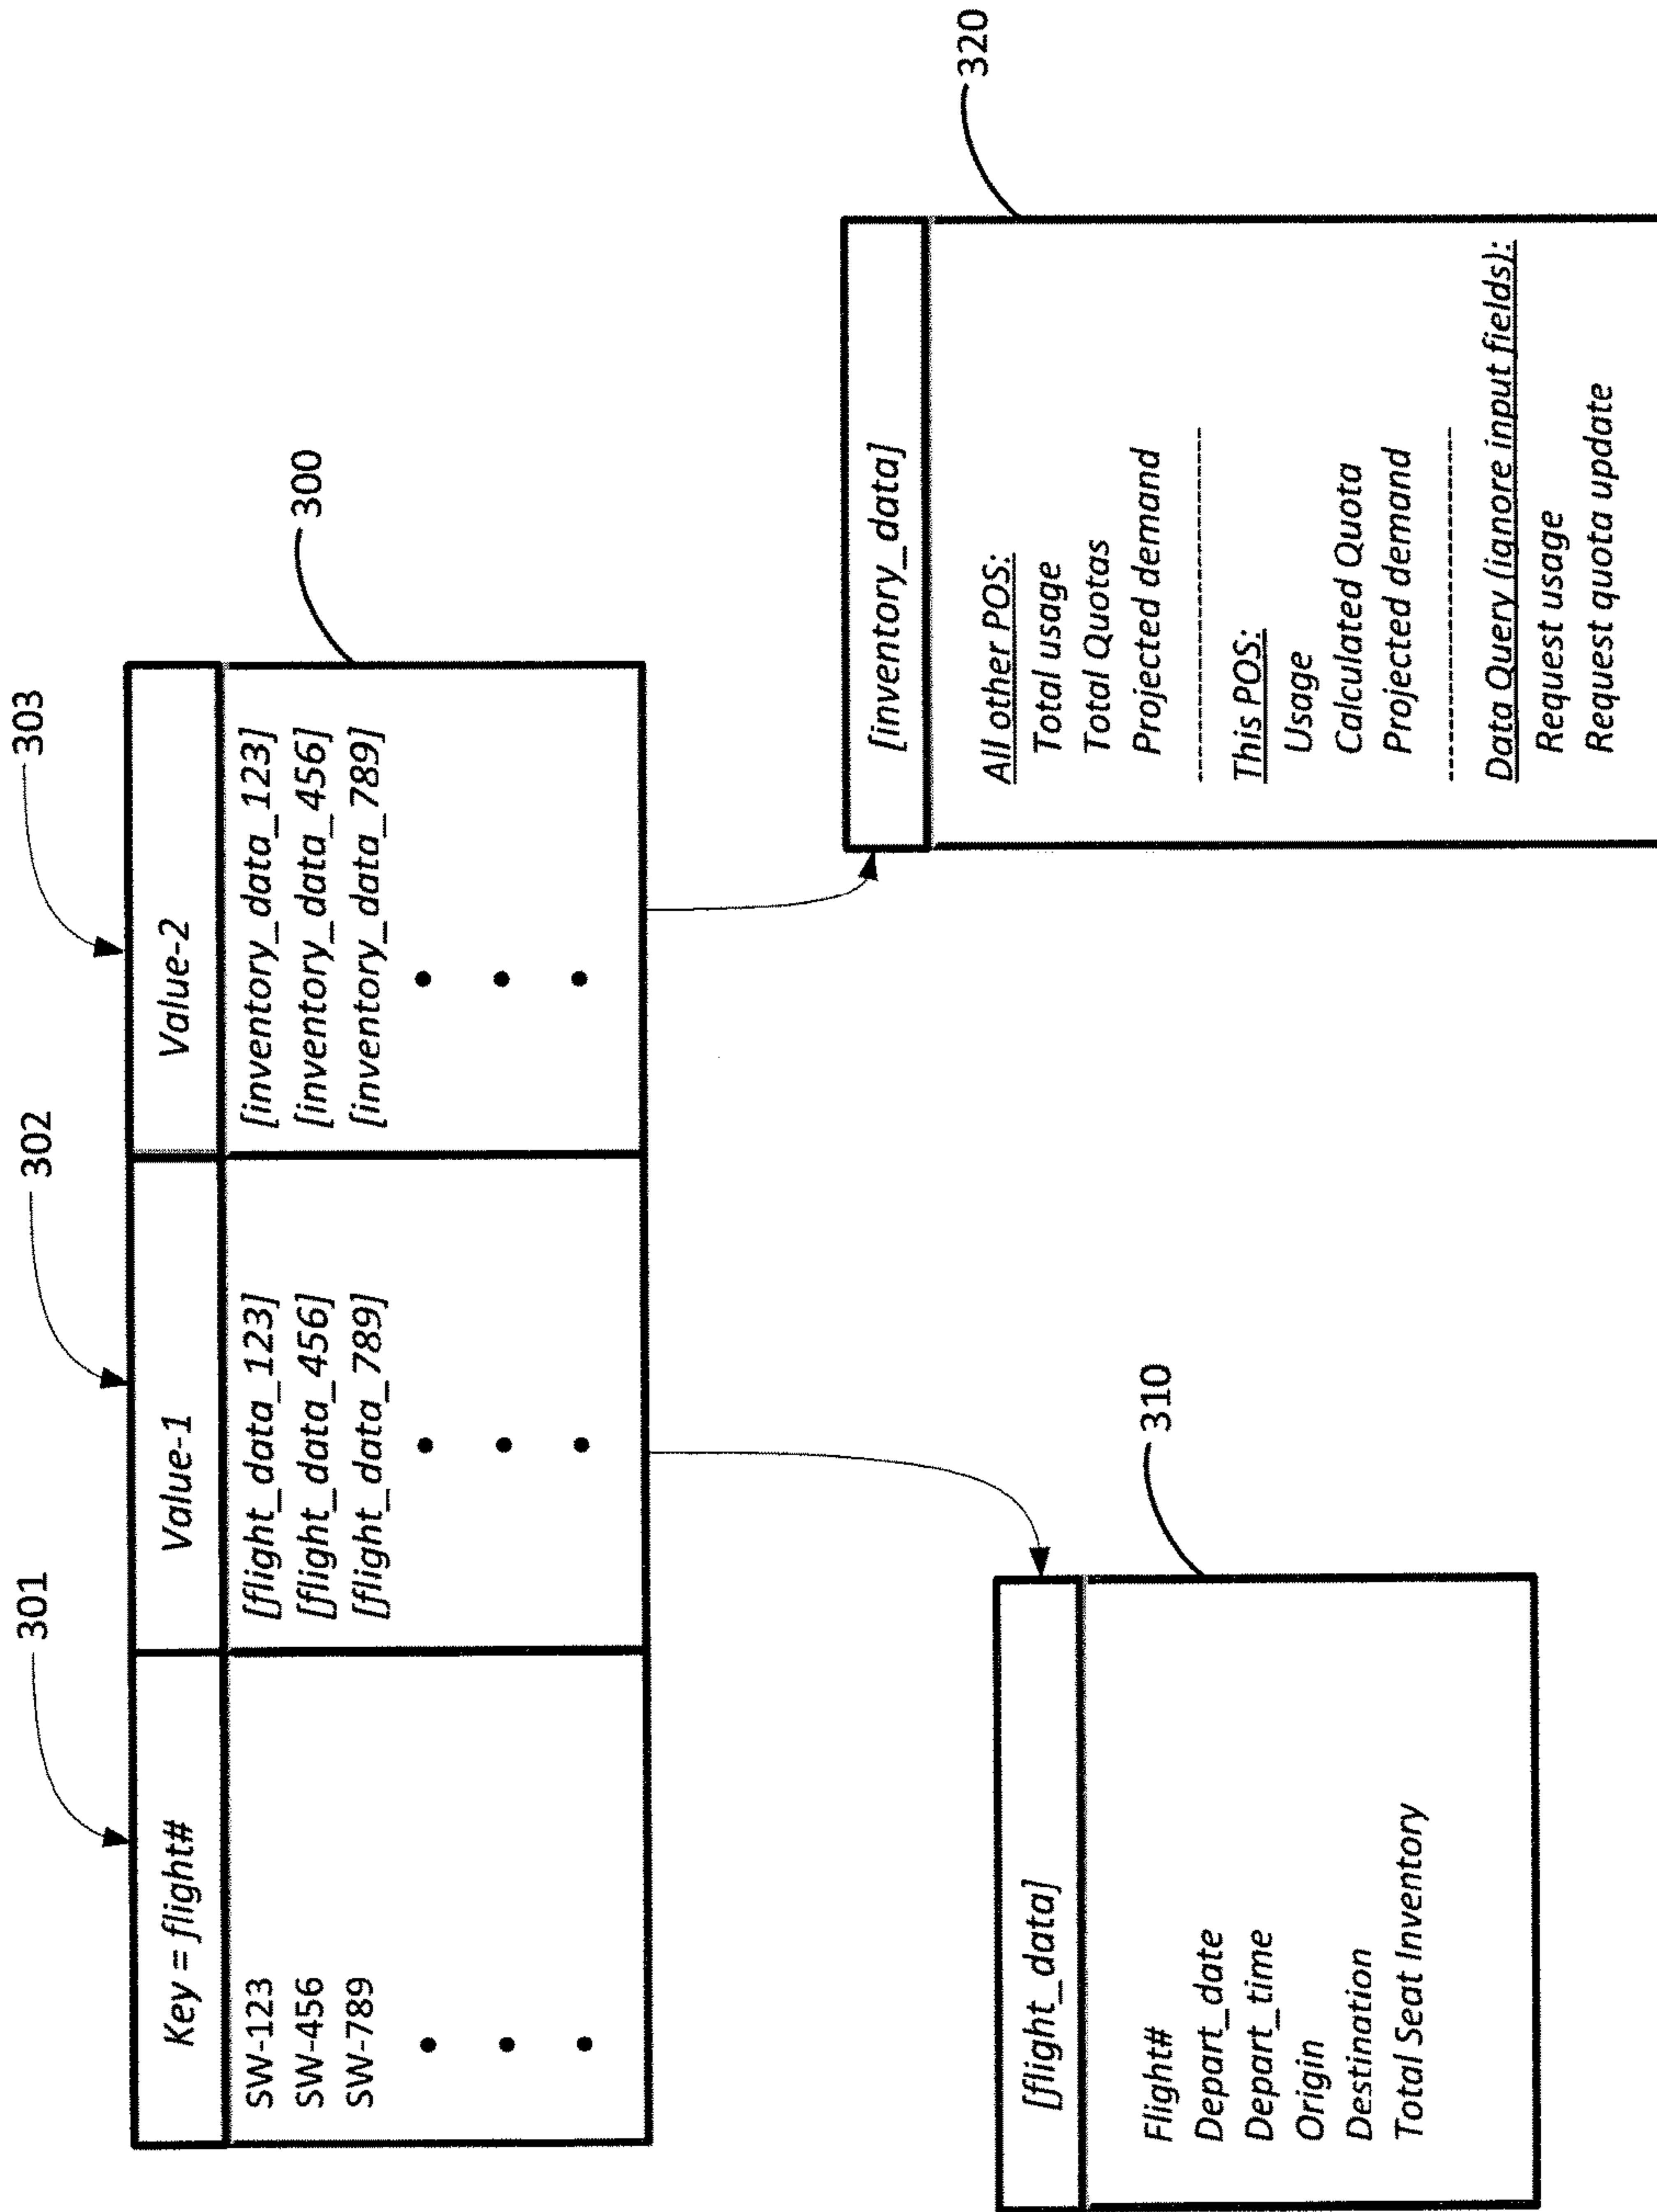 301
302
303
Key = flight#
Value-1
Value-2
SW-123
[flight_data_123]
[inventory_data_123]
SW-456
[flight_data_456]
[inventory_data_456]
SW-789
[flight_data_789]
[inventory_data_789]
300
[flight_data]
Flight#
Depart_date
Depart_time
Origin
Destination
Total Seat Inventory
310
[inventory_data]
All other POS:
Total usage
Total Quotas
Projected demand
This POS:
Usage
Calculated Quota
Projected demand
Data Query (ignore input fields):
Request usage
Request quota update
320